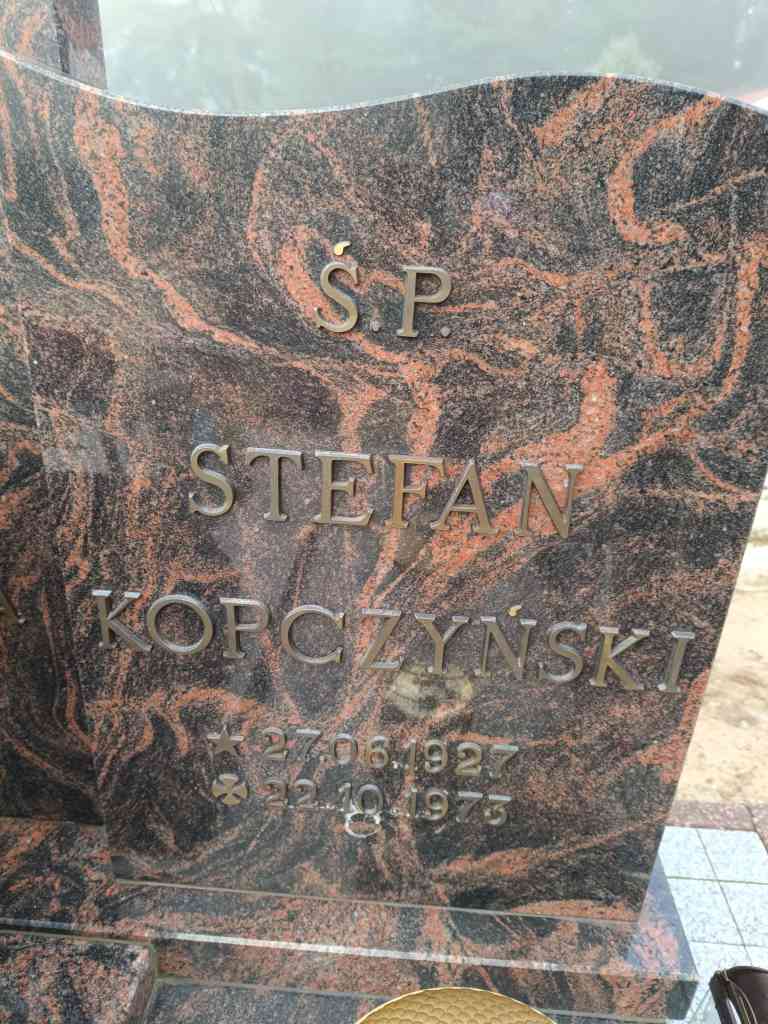 Ś.P.
STEFAN
KOPCZYŃSKI
27.06.1927
22.10.1973